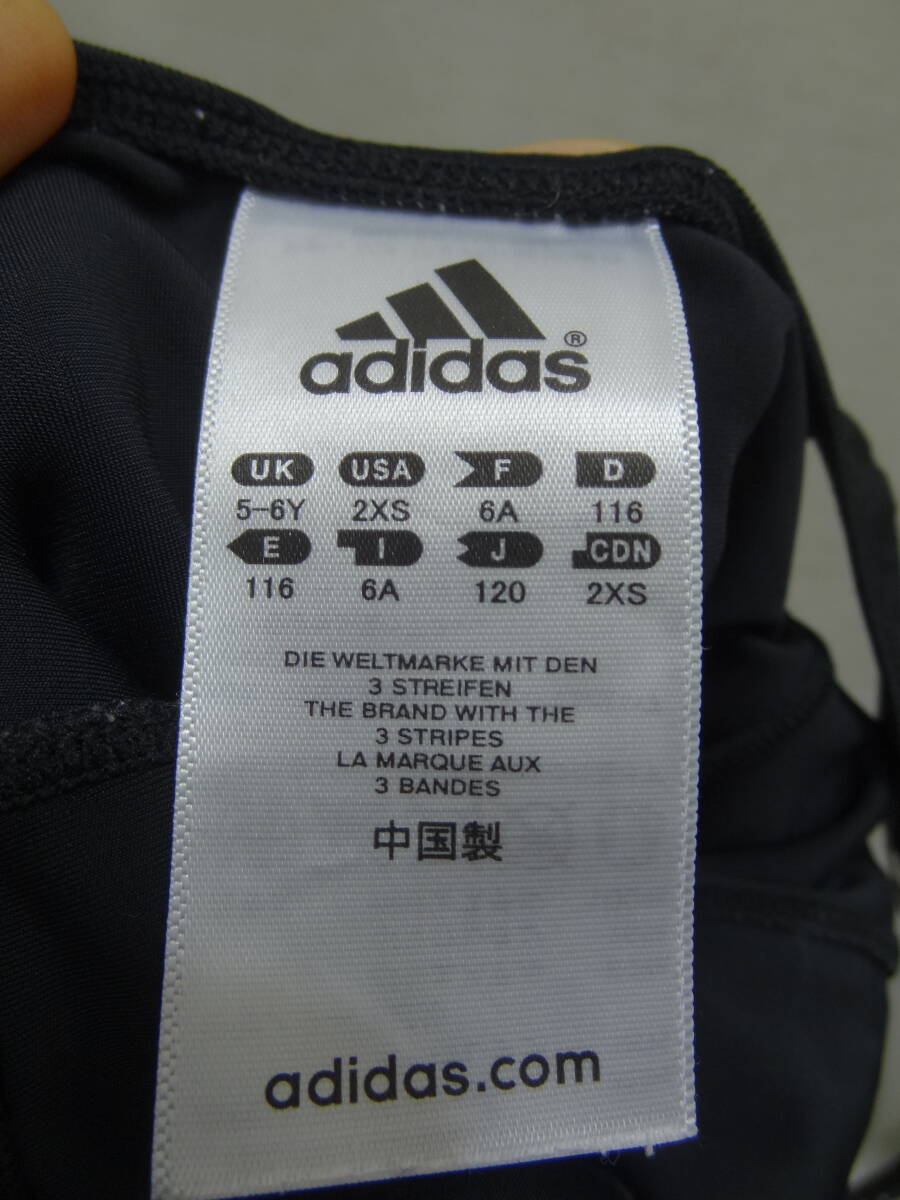 adidas®
UK USA F D
5-6Y 2XS 6A 116
E I J CDN
116 6A 120 2XS
DIE WELTMARKE MIT DEN
3 STREIFEN
THE BRAND WITH THE
3 STRIPES
LA MARQUE AUX
3 BANDES
中国製
adidas.com